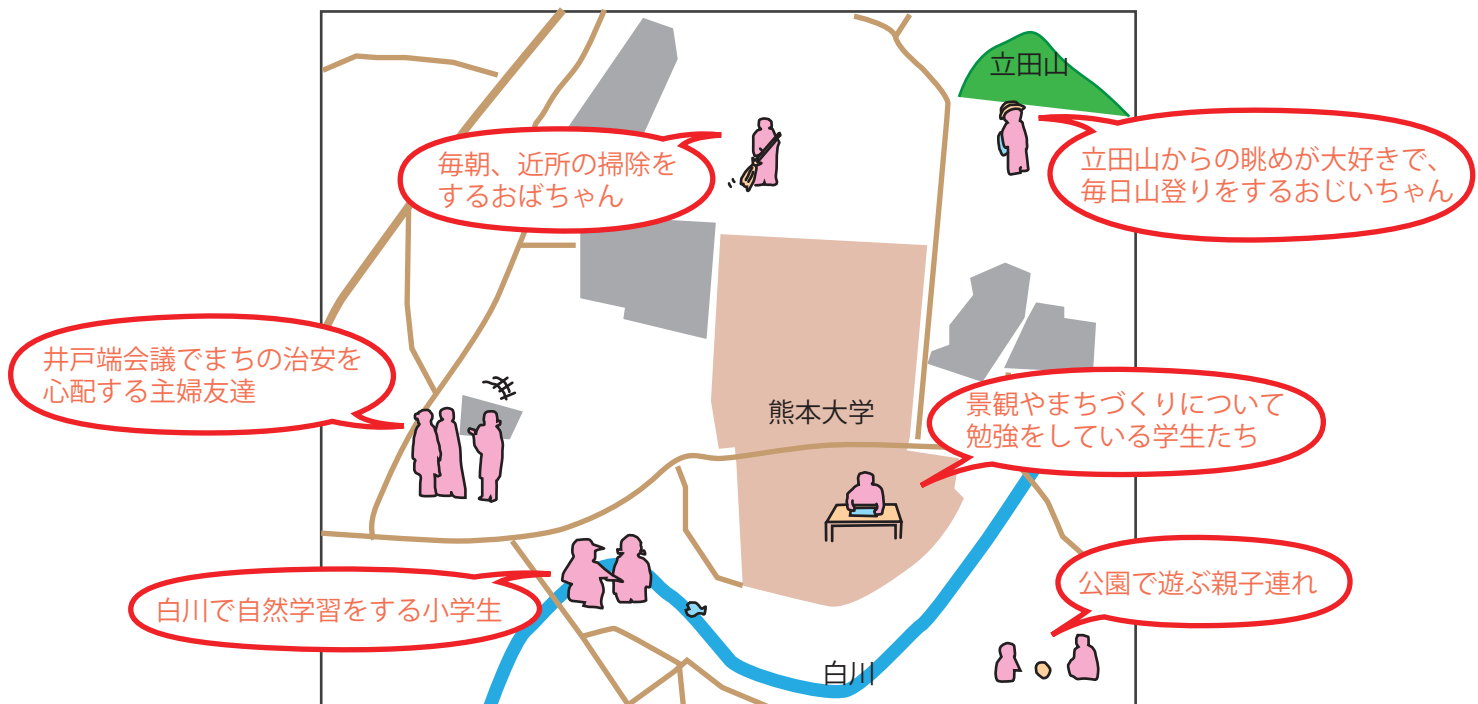 立田山
毎朝、近所の掃除を
するおばちゃん
立田山からの眺めが大好きで、
毎日山登りをするおじいちゃん
井戸端会議でまちの治安を
心配する主婦友達
熊本大学
景観やまちづくりについて
勉強をしている学生たち
白川で自然学習をする小学生
公園で遊ぶ親子連れ
白川